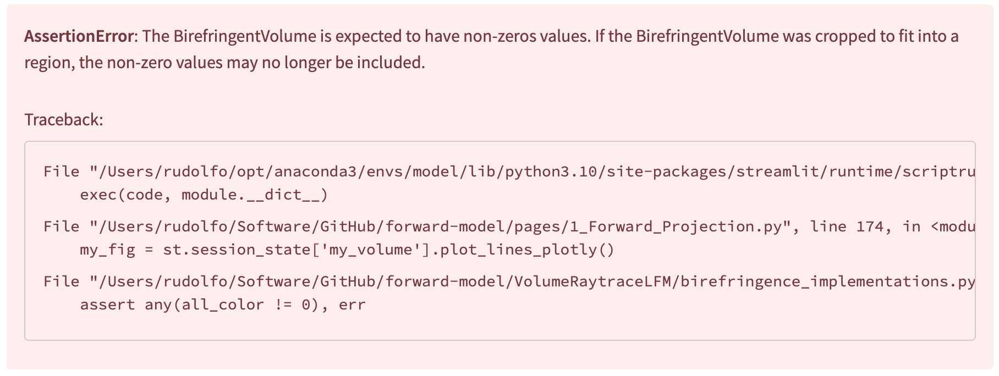 AssertionError: The BirefringentVolume is expected to have non-zeros values. If the BirefringentVolume was cropped to fit into a
region, the non-zero values may no longer be included.
Traceback:
File "/Users/rudolfo/opt/anaconda3/envs/model/lib/python3.10/site-packages/streamlit/runtime/scriptru
exec(code, module.__dict__)
File "/Users/rudolfo/Software/GitHub/forward-model/pages/1_Forward_Projection.py", line 174, in <modu
my_fig = st.session_state['my_volume'].plot_lines_plotly()
File "/Users/rudolfo/Software/GitHub/forward-model/VolumeRaytraceLFM/birefringence_implementations.py
assert any(all_color != 0), err